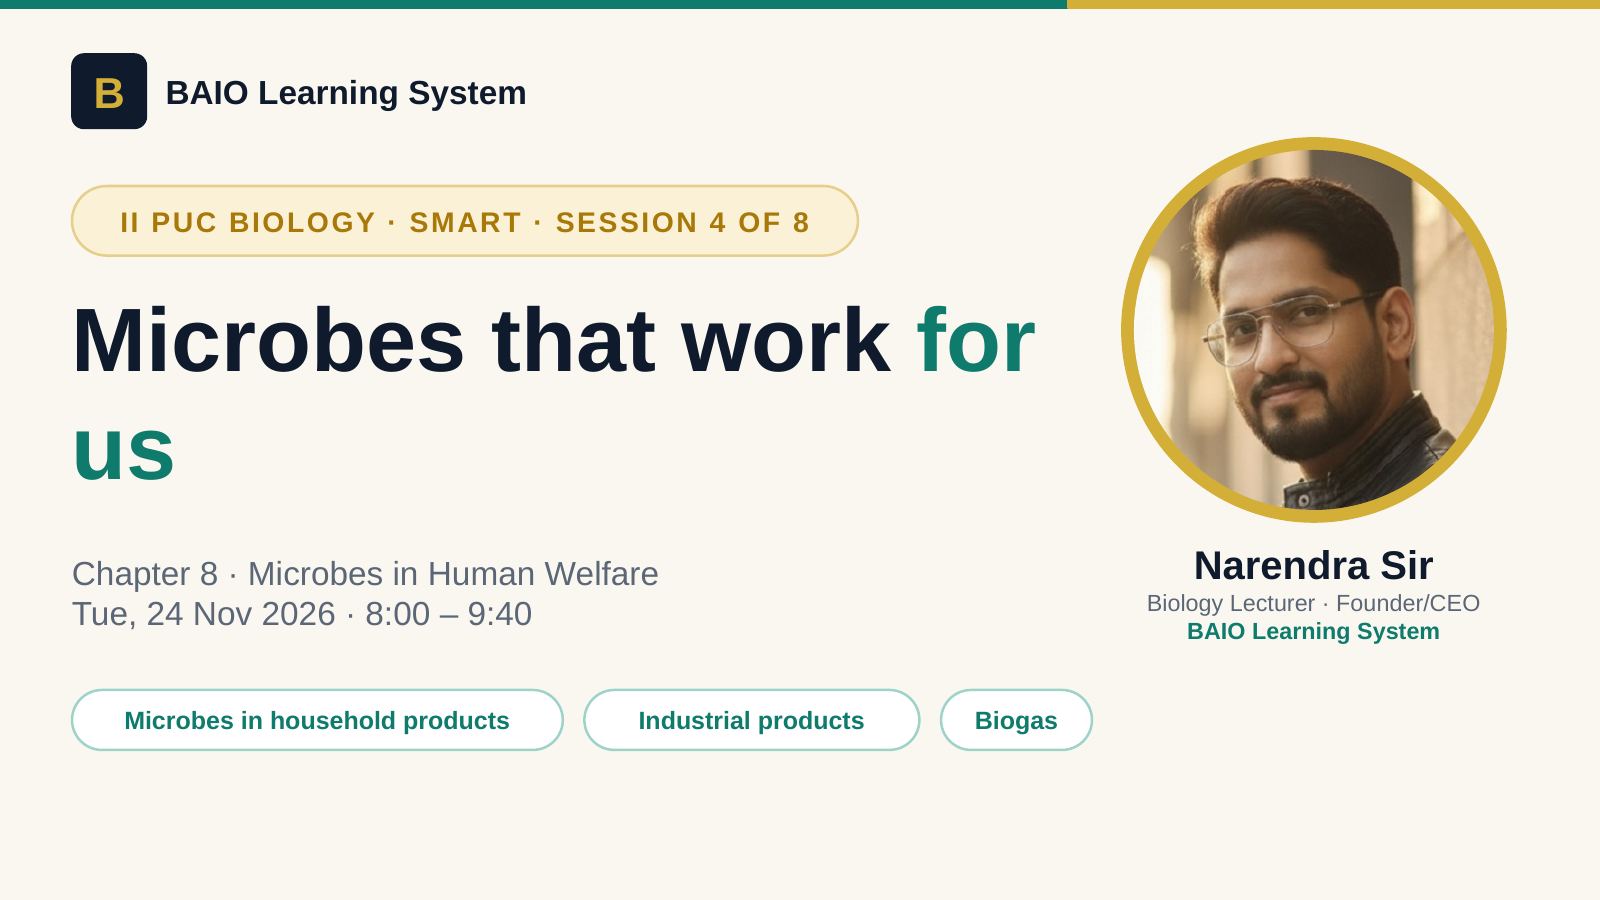 B
BAIO Learning System
II PUC BIOLOGY · SMART · SESSION 4 OF 8
Microbes that work for
us
Chapter 8 · Microbes in Human Welfare
Tue, 24 Nov 2026 · 8:00 – 9:40
Microbes in household products
Industrial products
Biogas
Narendra Sir
Biology Lecturer · Founder/CEO
BAIO Learning System